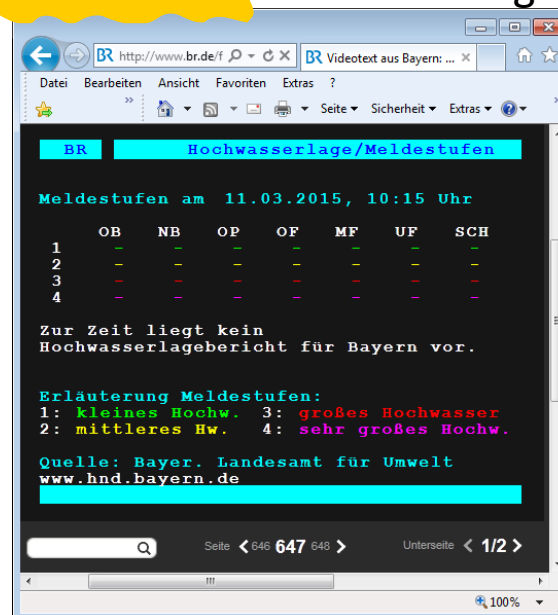 g
http://www.br.de/f
Videotext aus Bayern: ...
Datei Bearbeiten Ansicht Favoriten Extras ?
Seite Sicherheit Extras
BR Hochwasserlage/Meldestufen
Meldestufen am 11.03.2015, 10:15 Uhr
OB NB OP OF MF UF SCH
1 - - - - - - -
2 - - - - - - -
3 - - - - - - -
4 - - - - - - -
Zur Zeit liegt kein
Hochwasserlagebericht für Bayern vor.
Erläuterung Meldestufen:
1: kleines Hochw. 3: großes Hochwasser
2: mittleres Hw. 4: sehr großes Hochw.
Quelle: Bayer. Landesamt für Umwelt
www.hnd.bayern.de
Seite 646 647 648 Unterseite 1/2
100%